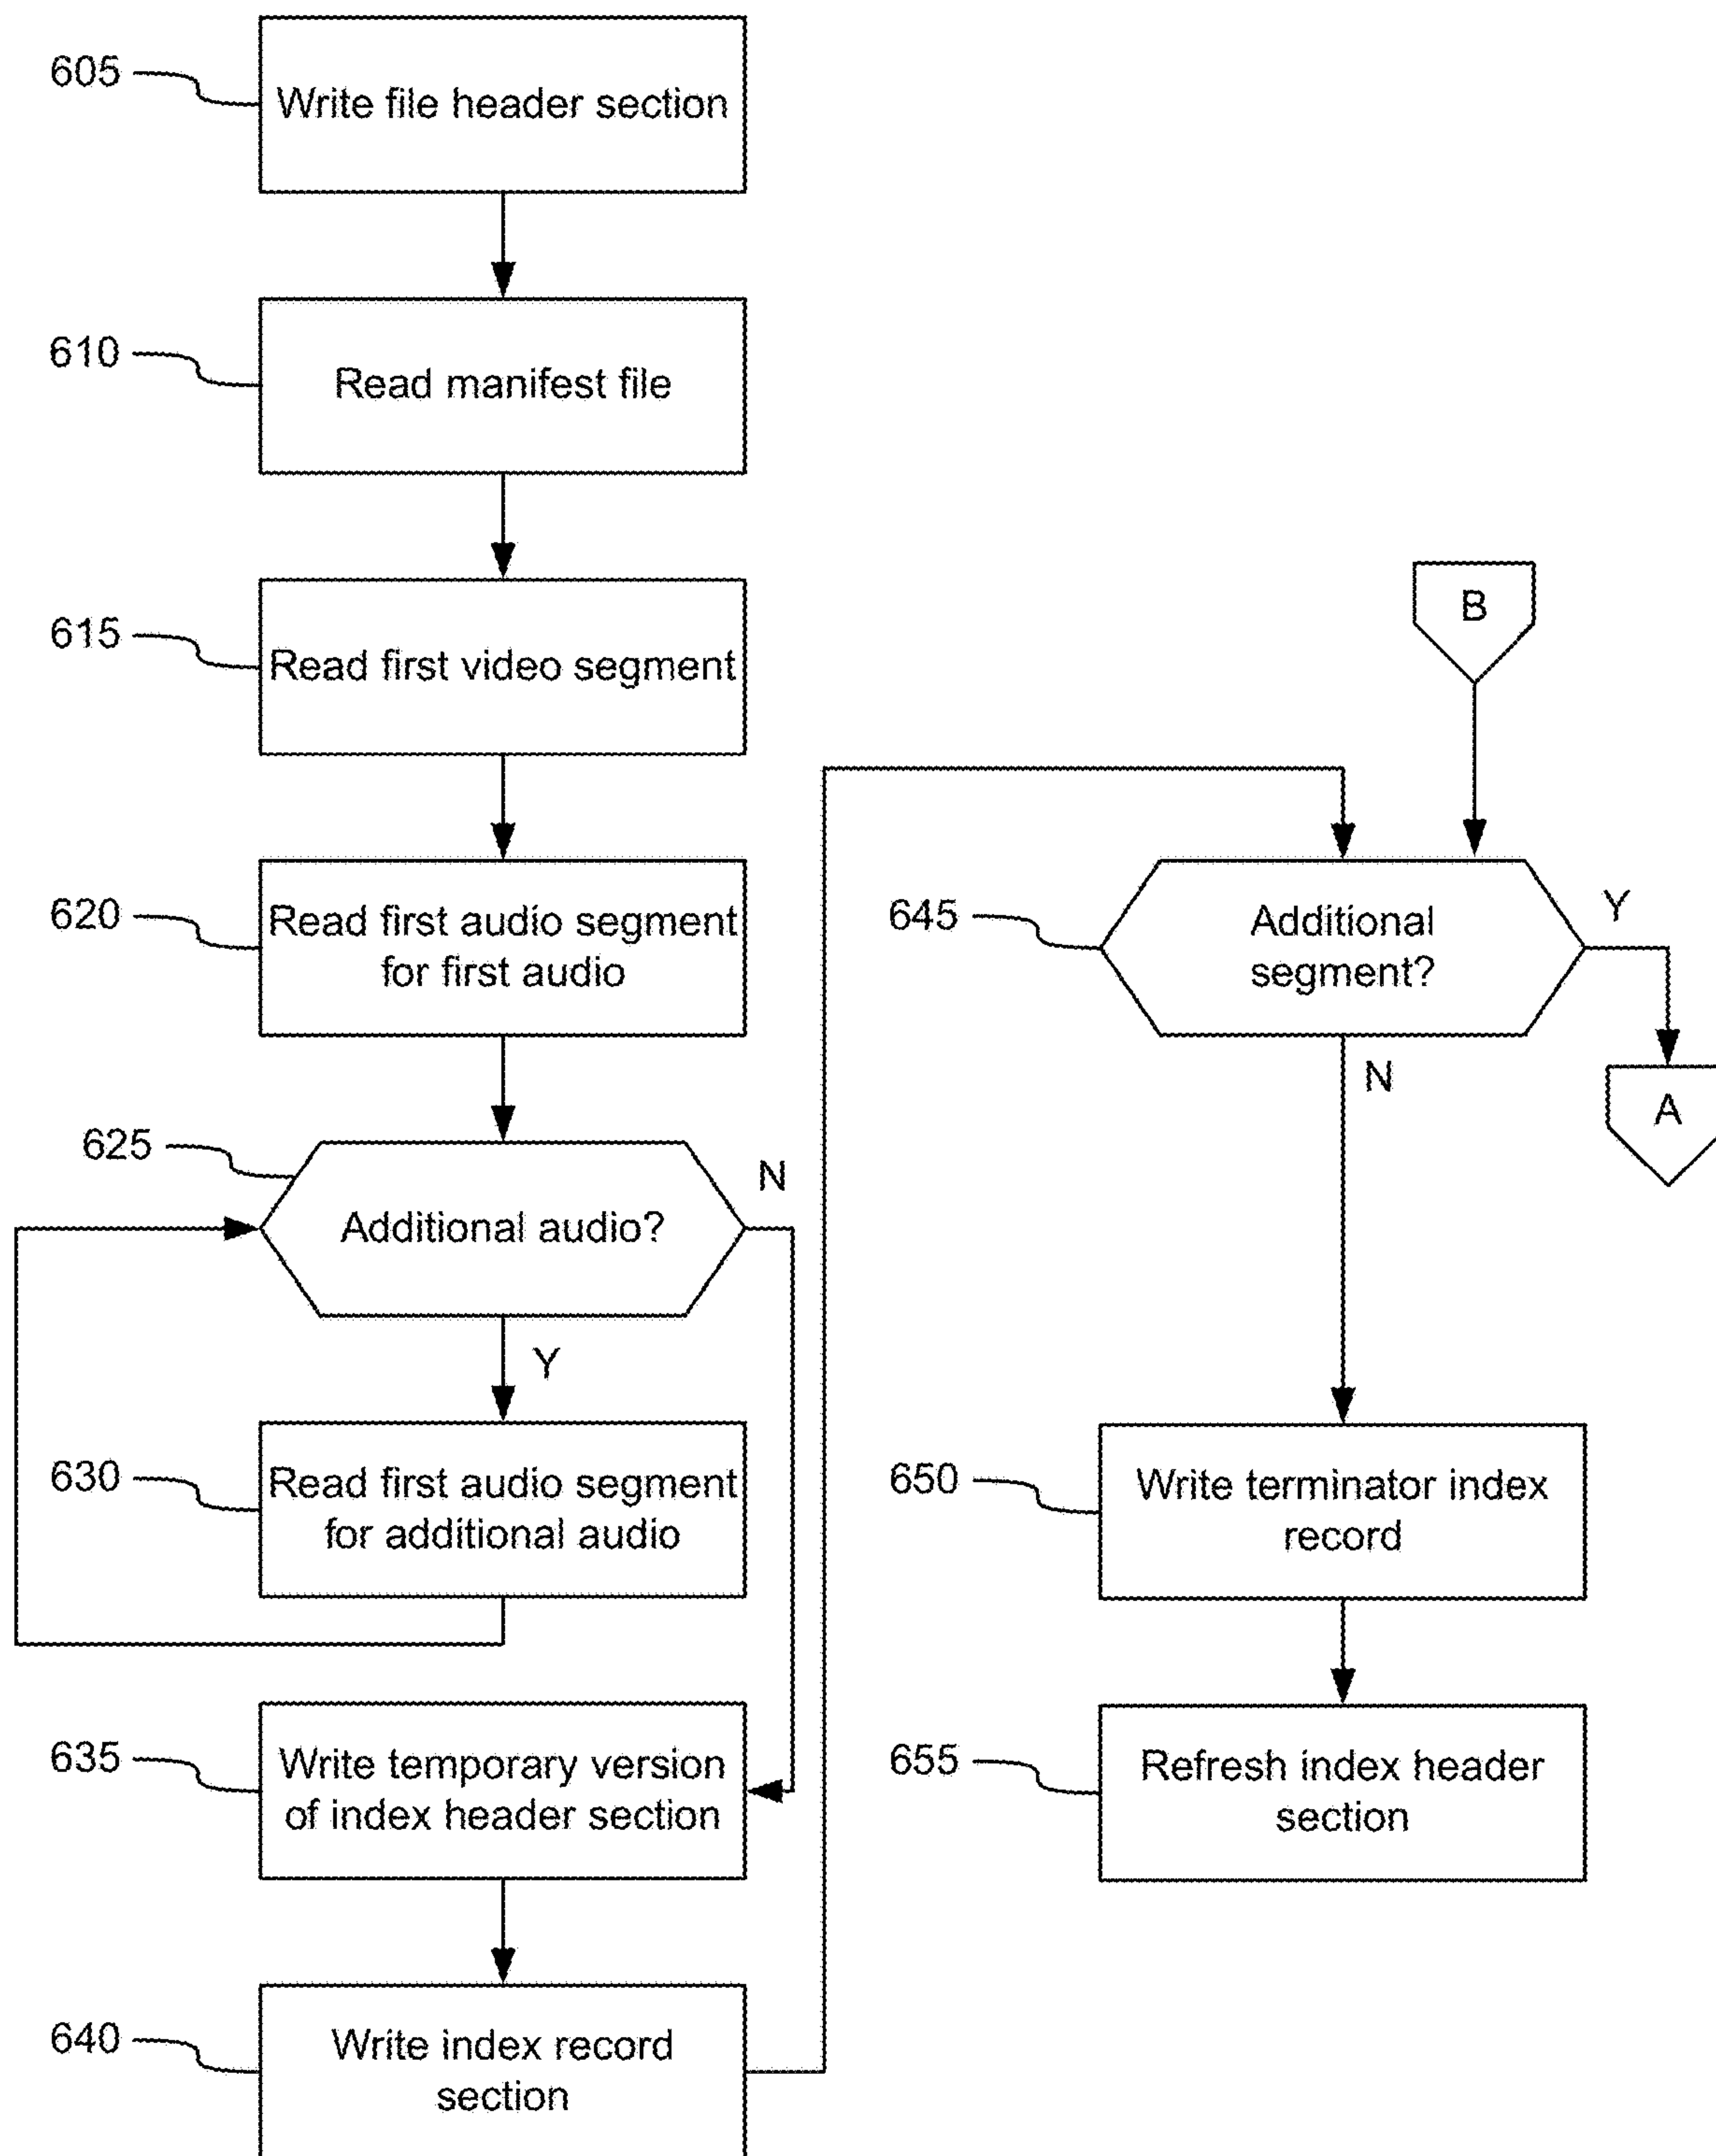 605
Write file header section
610
Read manifest file
615
Read first video segment
620
Read first audio segment
for first audio
625
Additional audio?
N
Y
630
Read first audio segment
for additional audio
635
Write temporary version
of index header section
640
Write index record
section
B
645
Additional
segment?
Y
A
N
650
Write terminator index
record
655
Refresh index header
section